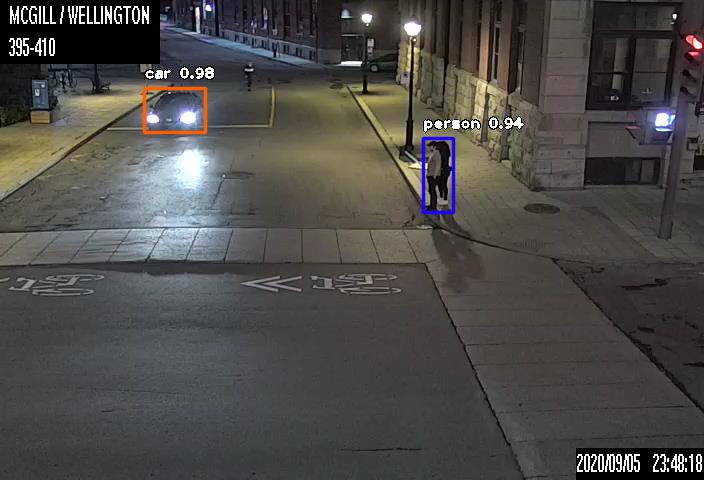 MCGILL / WELLINGTON
395-410
car 0.98
person 0.94
2020/09/05 23:48:18